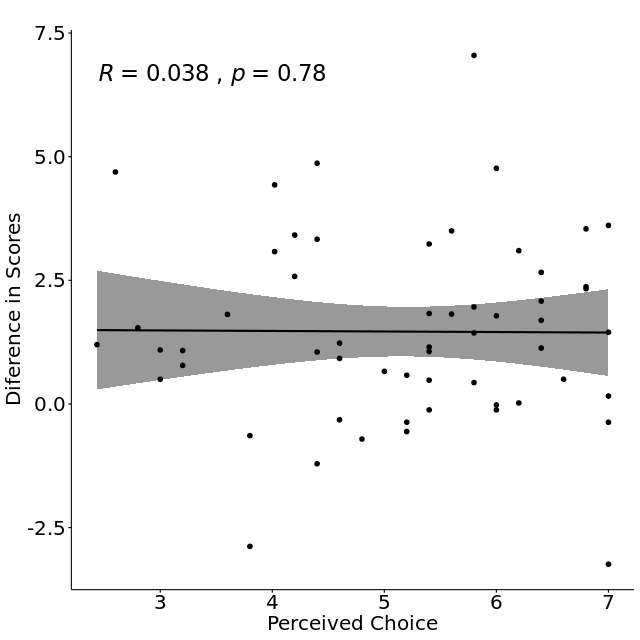 7.5
R = 0.038 , p = 0.78
5.0
2.5
0.0
-2.5
Diference in Scores
3 4 5 6 7
Perceived Choice